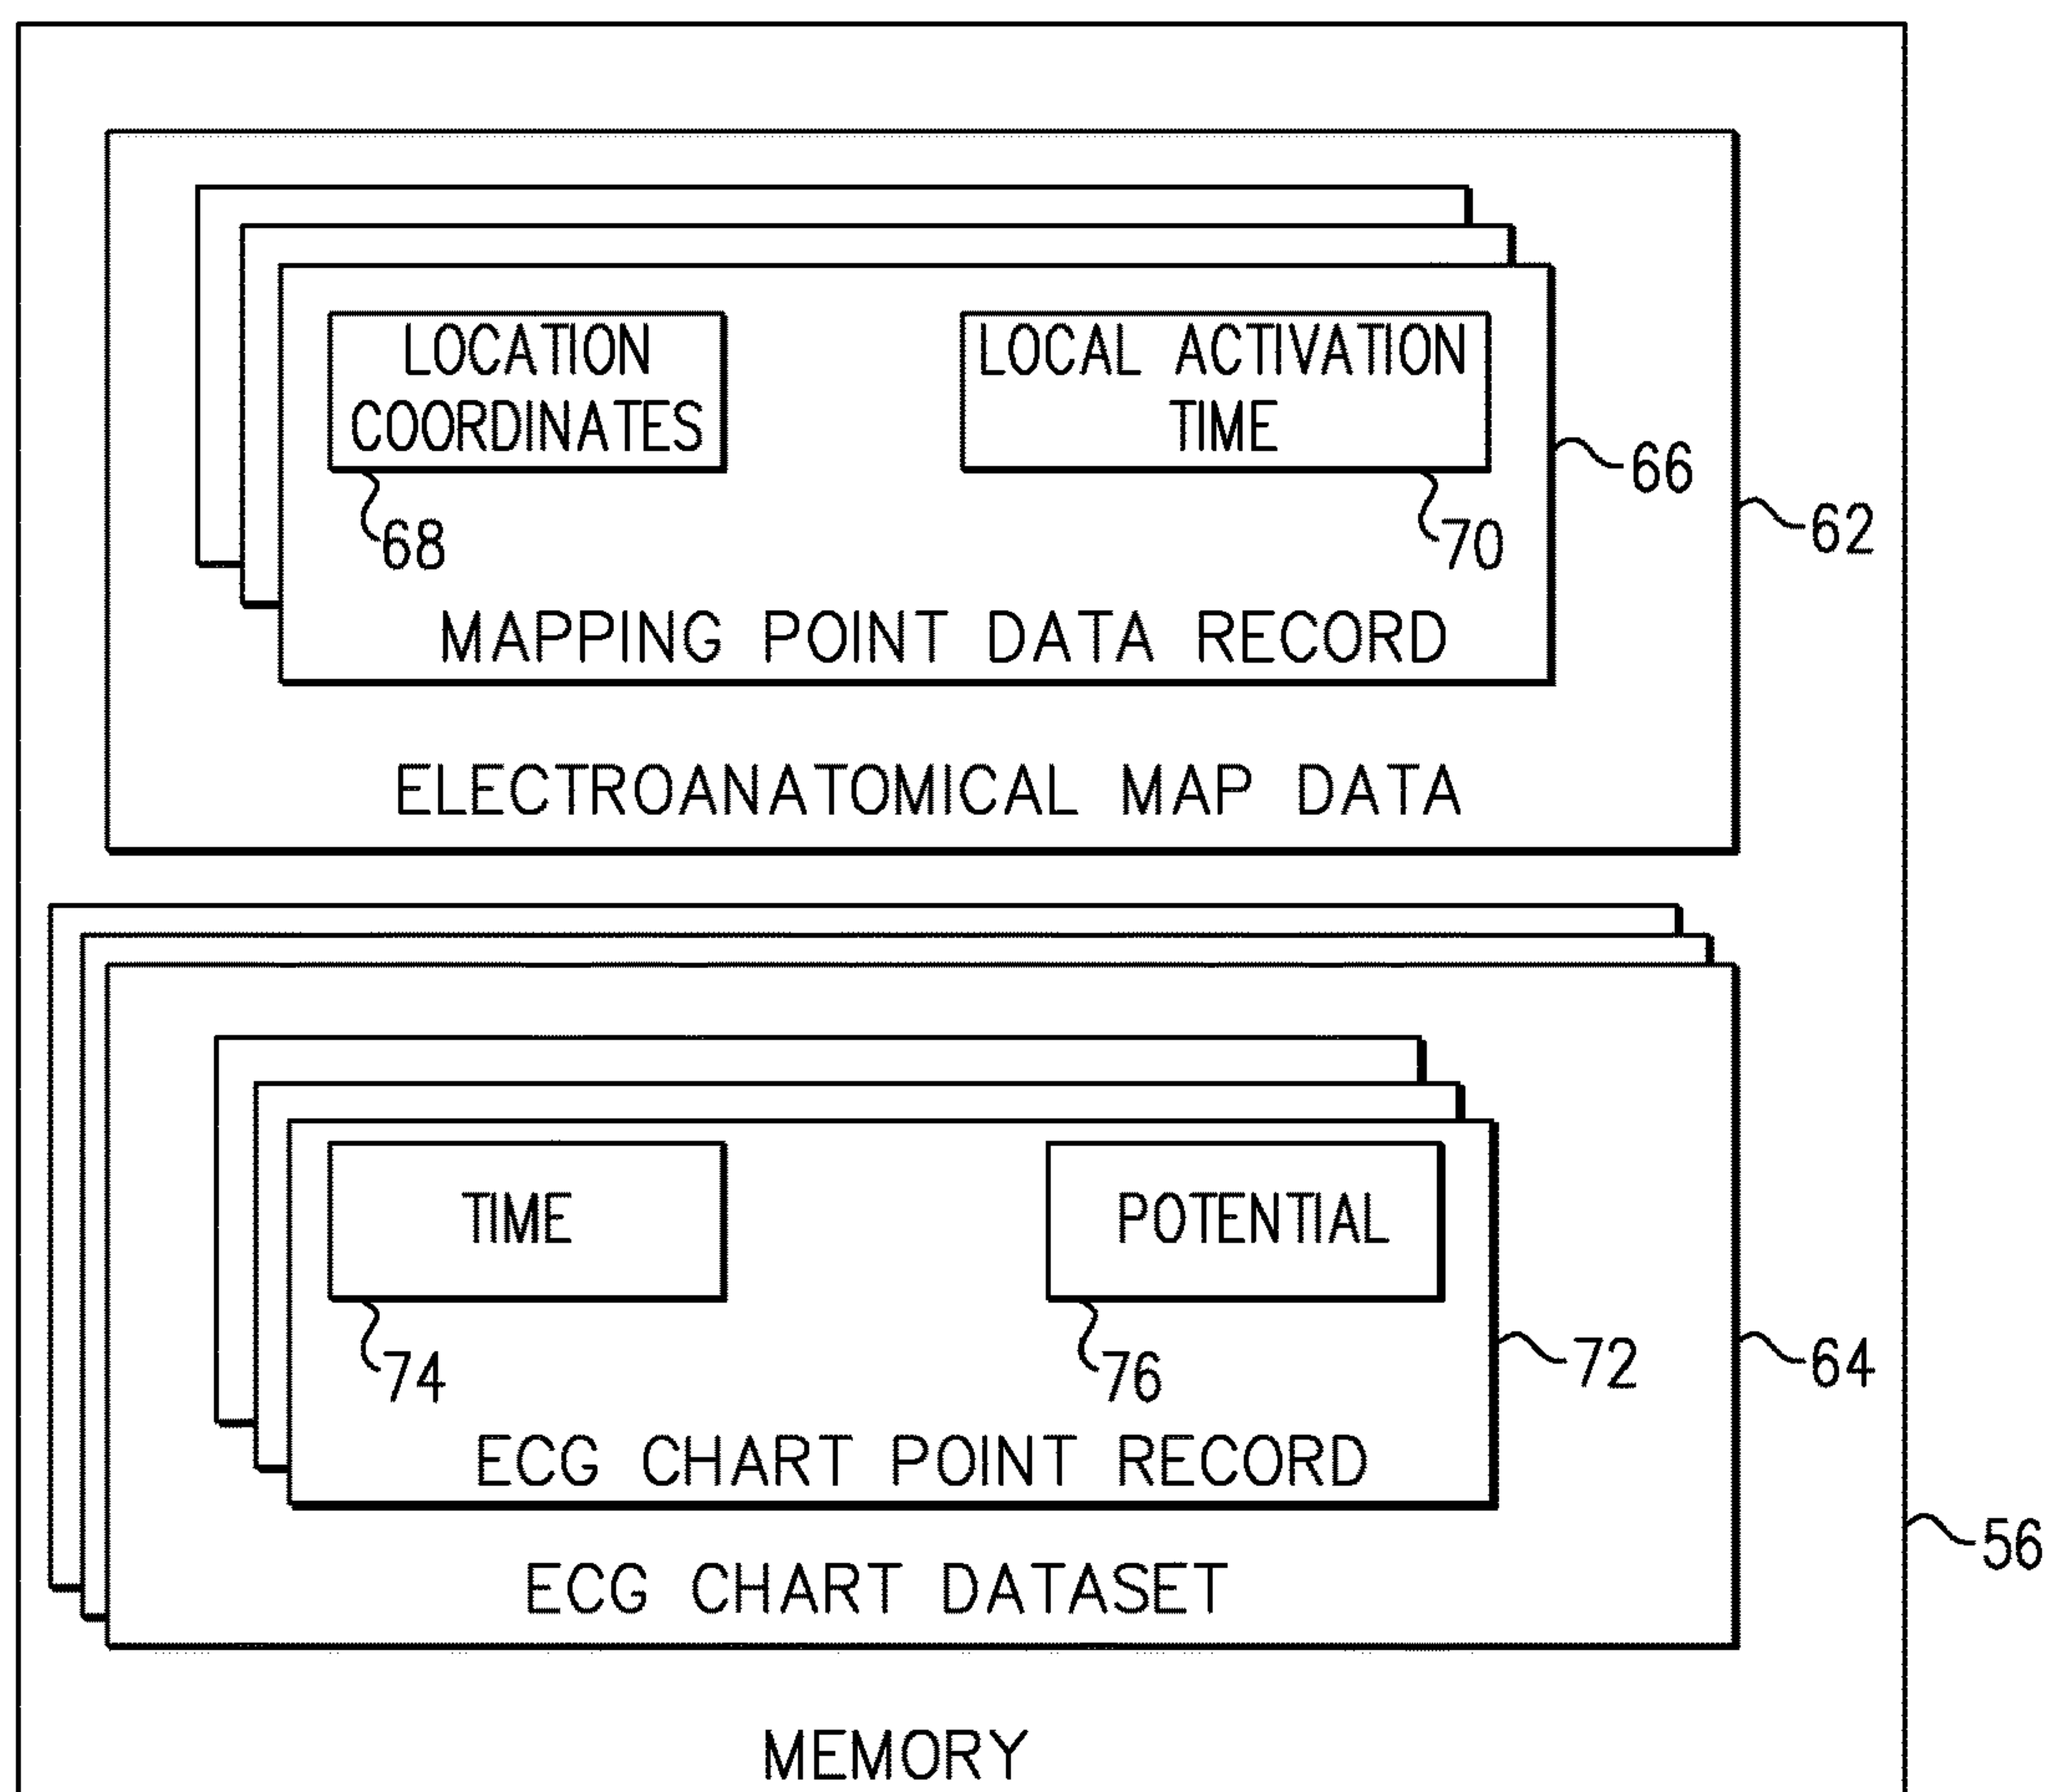 LOCATION
COORDINATES
68
LOCAL ACTIVATION
TIME
70
66
62
MAPPING POINT DATA RECORD
ELECTROANATOMICAL MAP DATA
TIME
74
POTENTIAL
76
72
64
ECG CHART POINT RECORD
ECG CHART DATASET
56
MEMORY